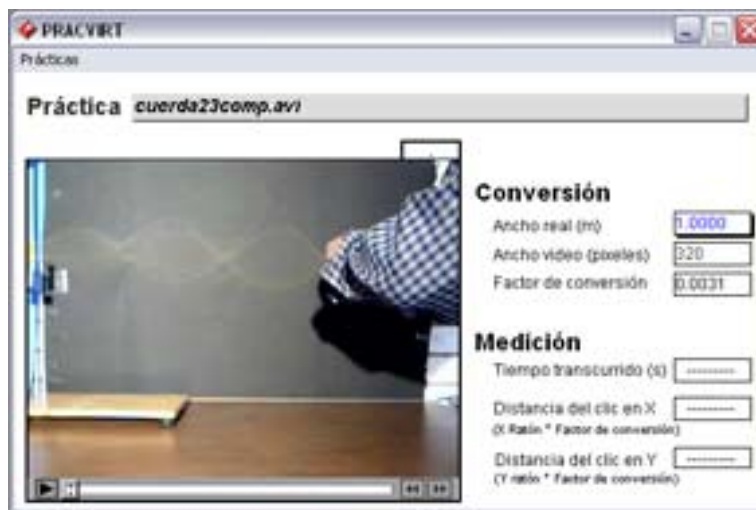 PRACVIRT
Prácticas
Práctica cuerda23comp.avi
Conversión
Ancho real (m) 1.0000
Ancho video (pixeles) 320
Factor de conversión 0.0031
Medición
Tiempo transcurrido (s) ---------
Distancia del clic en X ---------
(X Ratón * Factor de conversión)
Distancia del clic en Y ---------
(Y ratón * Factor de conversión)